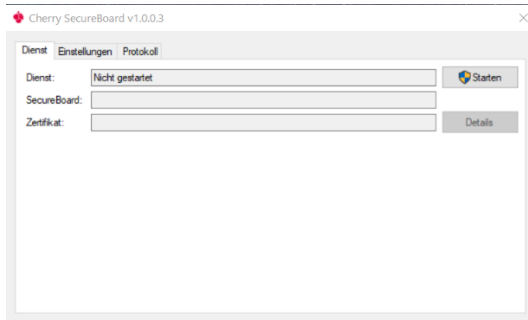 Cherry SecureBoard v1.0.0.3
Dienst Einstellungen Protokoll
Dienst: Nicht gestartet Starten
SecureBoard:
Zertifikat: Details